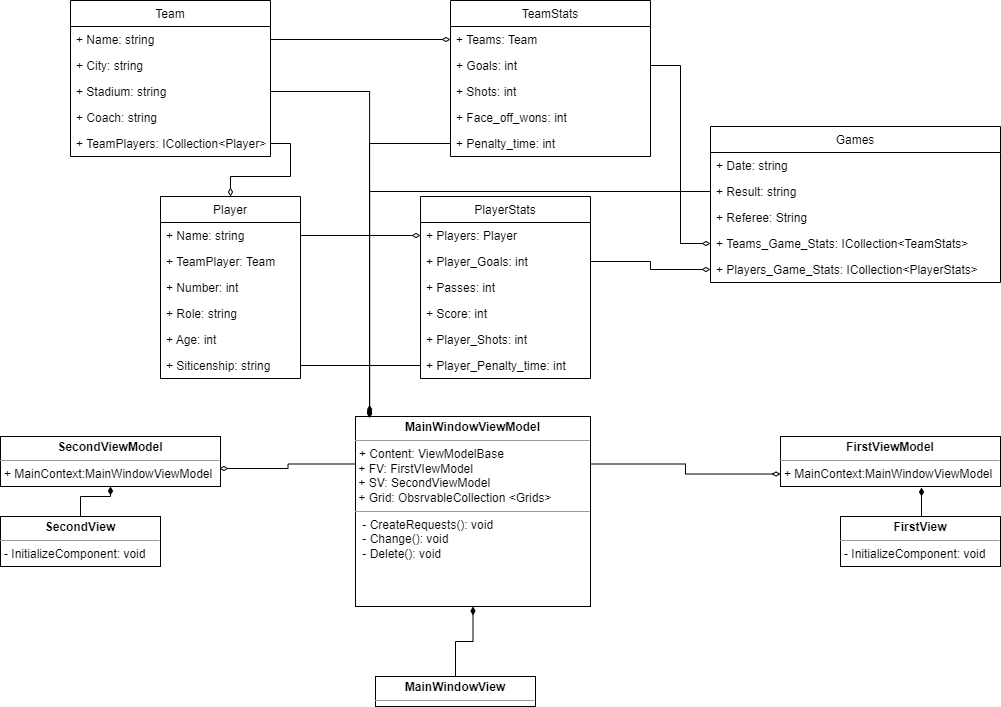 Team
+ Name: string
+ City: string
+ Stadium: string
+ Coach: string
+ TeamPlayers: ICollection<Player>
TeamStats
+ Teams: Team
+ Goals: int
+ Shots: int
+ Face_off_wons: int
+ Penalty_time: int
Games
+ Date: string
+ Result: string
+ Referee: String
+ Teams_Game_Stats: ICollection<TeamStats>
+ Players_Game_Stats: ICollection<PlayerStats>
Player
+ Name: string
+ TeamPlayer: Team
+ Number: int
+ Role: string
+ Age: int
+ Siticenship: string
PlayerStats
+ Players: Player
+ Player_Goals: int
+ Passes: int
+ Score: int
+ Player_Shots: int
+ Player_Penalty_time: int
MainWindowViewModel
+ Content: ViewModelBase
+ FV: FirstVIewModel
+ SV: SecondViewModel
+ Grid: ObsrvableCollection <Grids>
- CreateRequests(): void
- Change(): void
- Delete(): void
SecondViewModel
+ MainContext:MainWindowViewModel
SecondView
- InitializeComponent: void
FirstViewModel
+ MainContext:MainWindowViewModel
FirstView
- InitializeComponent: void
MainWindowView